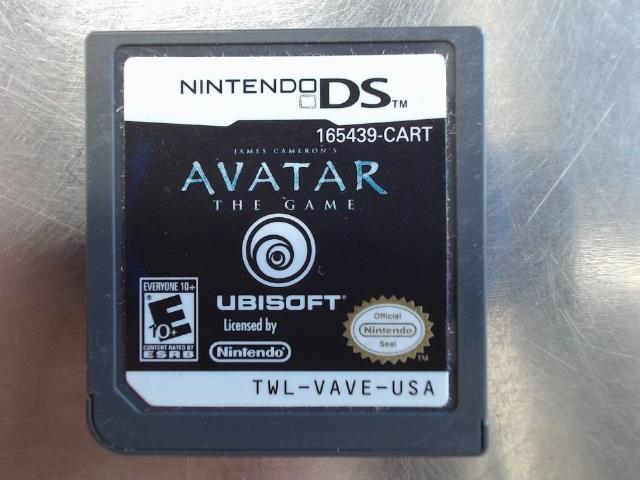 NINTENDO DS™
165439-CART
JAMES CAMERON'S
AVATAR
THE GAME
UBISOFT®
EVERYONE 10+
E
10+
CONTENT RATED BY
ESRB
Licensed by
Nintendo®
Official
Nintendo
Seal
TM
TWL-VAVE-USA